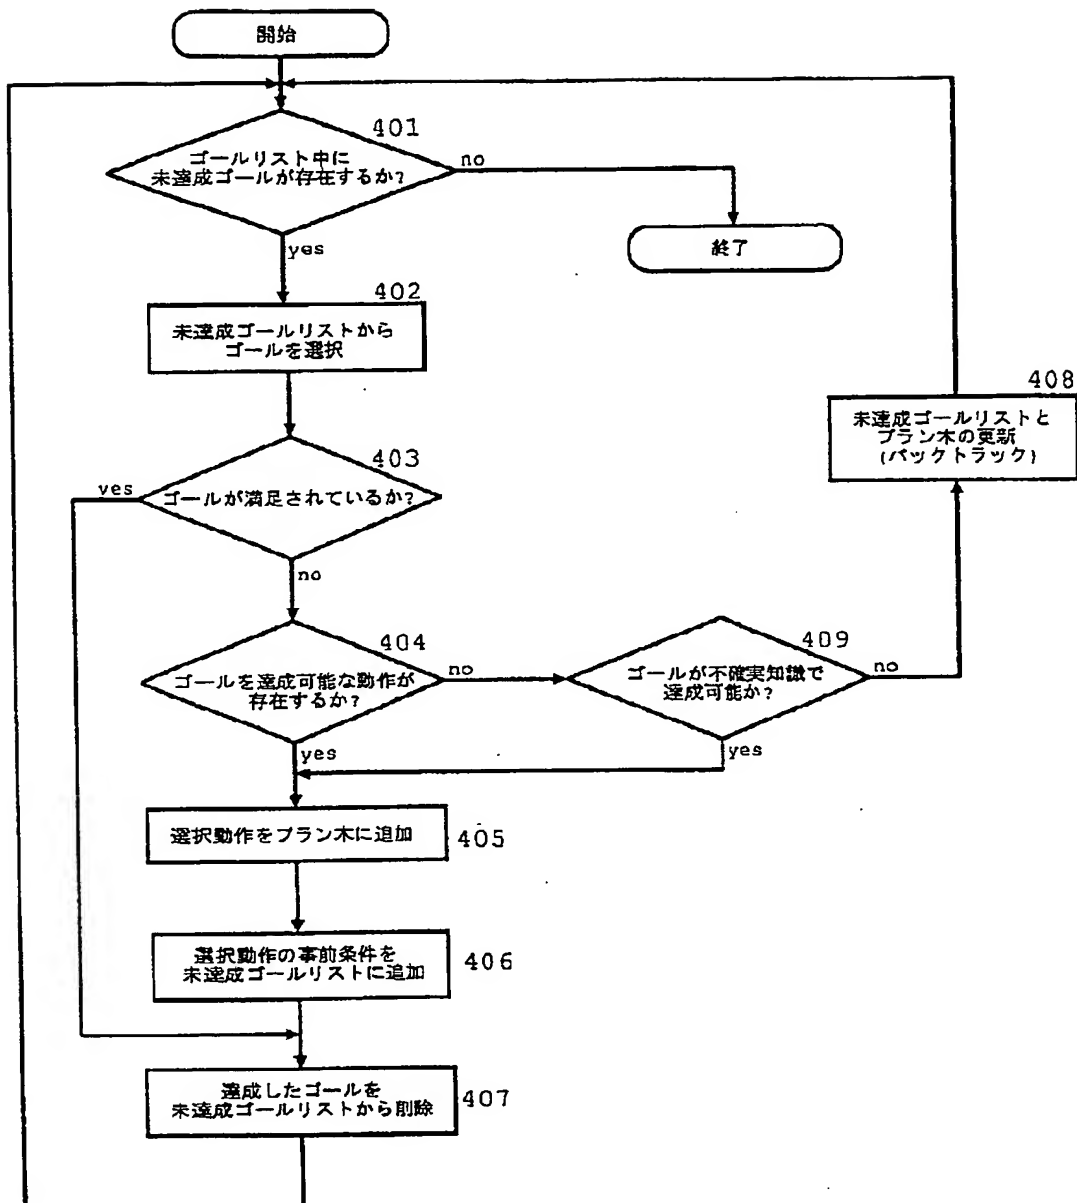 開始
401
ゴールリスト中に
未達成ゴールが存在するか?
no
終了
yes
402
未達成ゴールリストから
ゴールを選択
408
未達成ゴールリストと
プラン木の更新
(バックトラック)
403
yes
ゴールが満足されているか?
no
404
ゴールを達成可能な動作が
存在するか?
no
409
ゴールが不確実知識で
達成可能か?
no
yes
yes
選択動作をプラン木に追加
405
選択動作の事前条件を
未達成ゴールリストに追加
406
達成したゴールを
未達成ゴールリストから削除
407